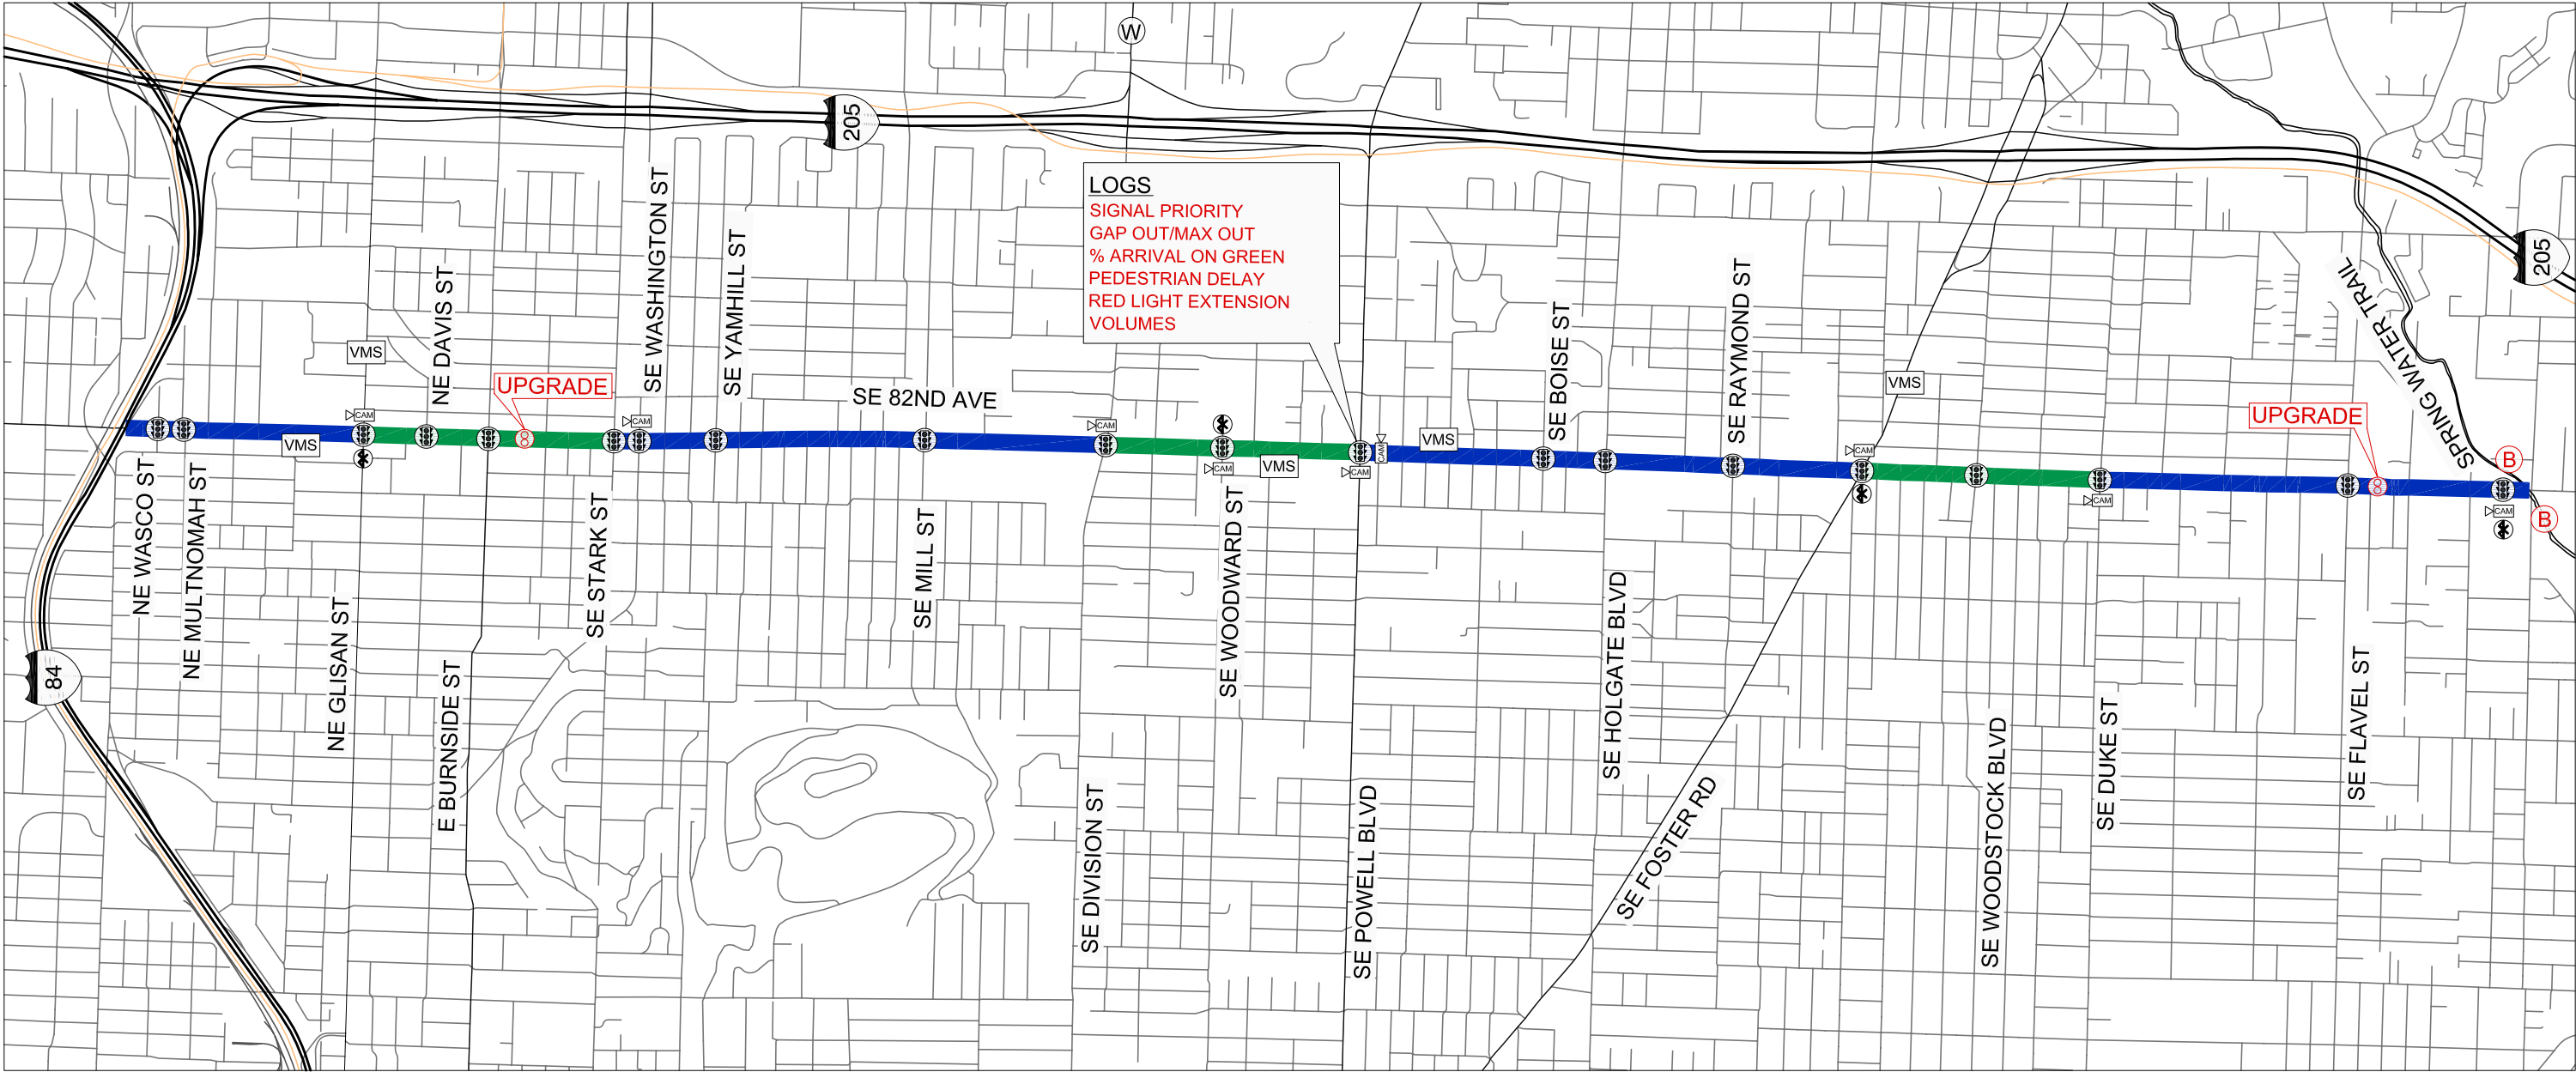 W
205
LOGS
SIGNAL PRIORITY
GAP OUT/MAX OUT
% ARRIVAL ON GREEN
PEDESTRIAN DELAY
RED LIGHT EXTENSION
VOLUMES
205
SE WASHINGTON ST
SE YAMHILL ST
NE DAVIS ST
SE BOISE ST
SE RAYMOND ST
SPRING WATER TRAIL
VMS
UPGRADE
SE 82ND AVE
VMS
UPGRADE
CAM
CAM
CAM
VMS
CAM
VMS
CAM
CAM
VMS
CAM
CAM
CAM
B
CAM
B
NE WASCO ST
NE MULTNOMAH ST
NE GLISAN ST
E BURNSIDE ST
SE STARK ST
SE MILL ST
SE DIVISION ST
SE WOODWARD ST
SE POWELL BLVD
SE HOLGATE BLVD
SE FOSTER RD
SE WOODSTOCK BLVD
SE DUKE ST
SE FLAVEL ST
84